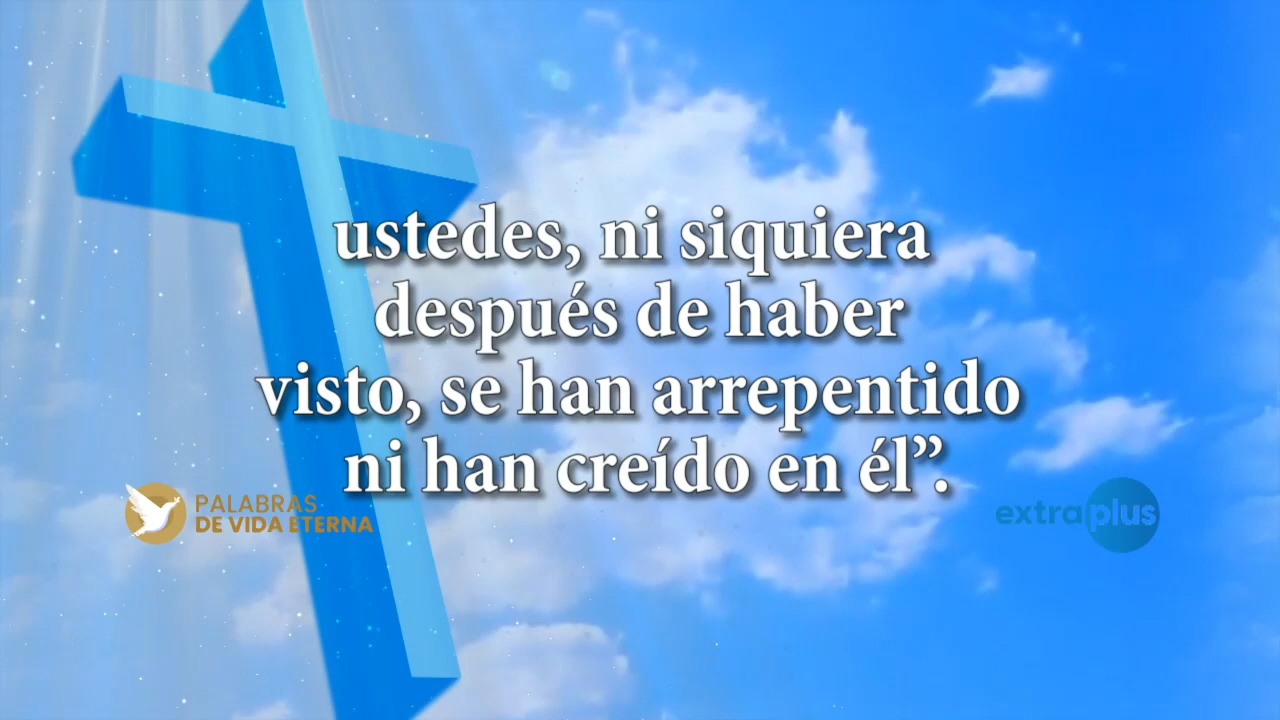 ustedes, ni siquiera
después de haber
visto, se han arrepentido
ni han creído en él”.
PALABRAS
DE VIDA ETERNA
extraplus